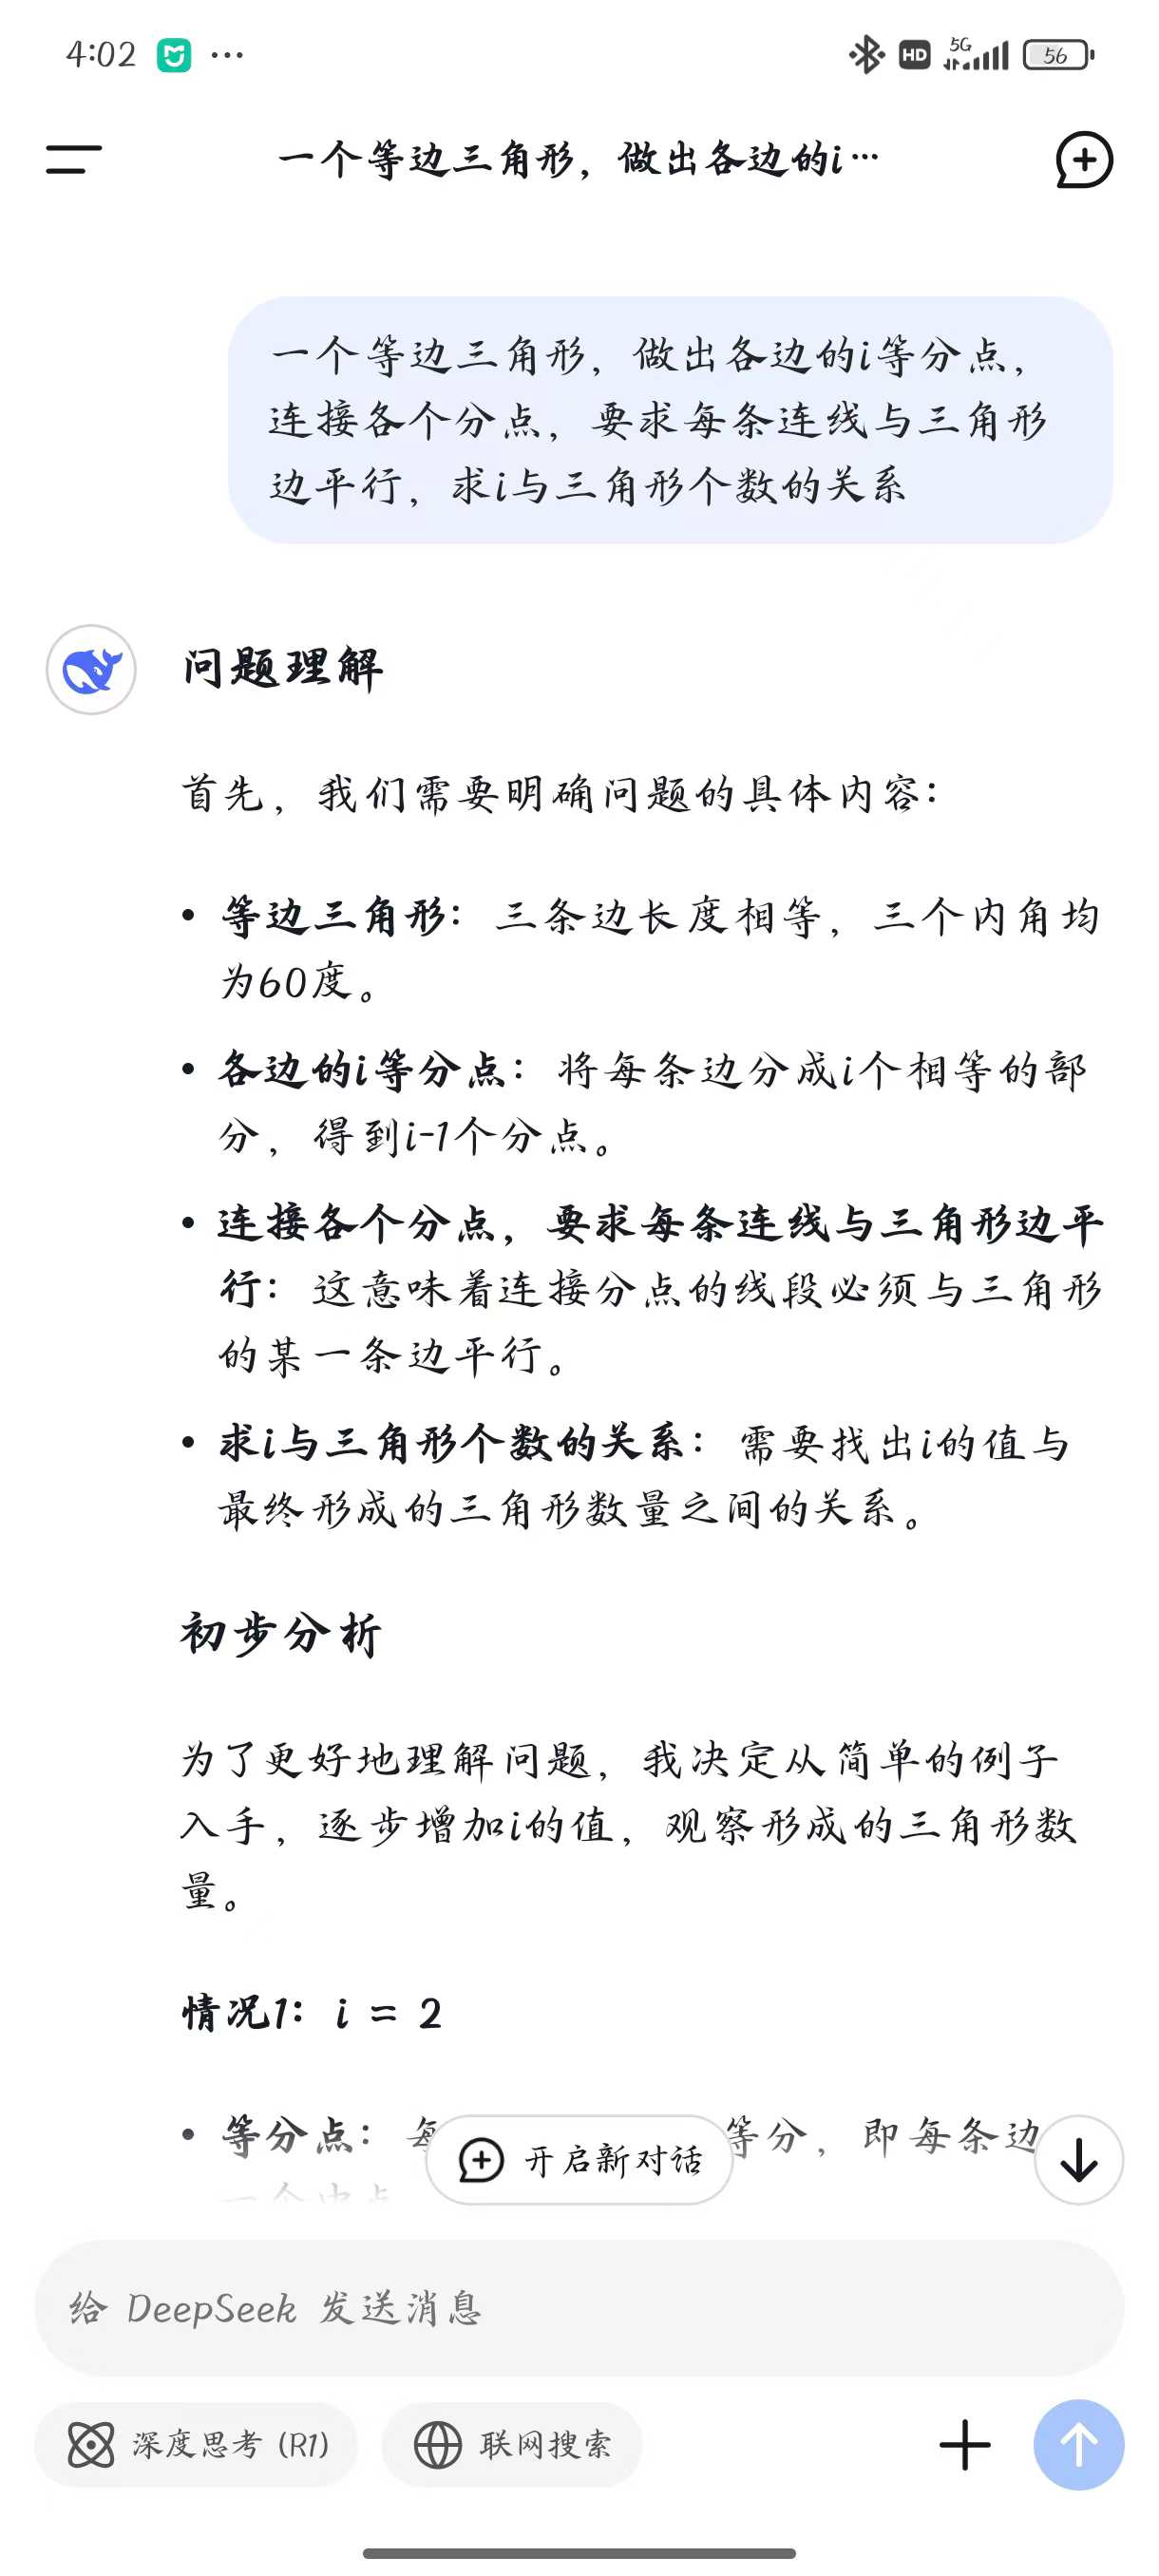 4:02 ...
HD 5G 56
一个等边三角形，做出各边的i…
一个等边三角形，做出各边的i等分点，
连接各个分点，要求每条连线与三角形
边平行，求i与三角形个数的关系
问题理解
首先，我们需要明确问题的具体内容：
• 等边三角形：三条边长度相等，三个内角均
为60度。
• 各边的i等分点：将每条边分成i个相等的部
分，得到i-1个分点。
• 连接各个分点，要求每条连线与三角形边平
行：这意味着连接分点的线段必须与三角形
的某一条边平行。
• 求i与三角形个数的关系：需要找出i的值与
最终形成的三角形数量之间的关系。
初步分析
为了更好地理解问题，我决定从简单的例子
入手，逐步增加i的值，观察形成的三角形数
量。
情况1：i = 2
• 等分点：每 等分，即每条边
开启新对话
给 DeepSeek 发送消息
深度思考 (R1) 联网搜索